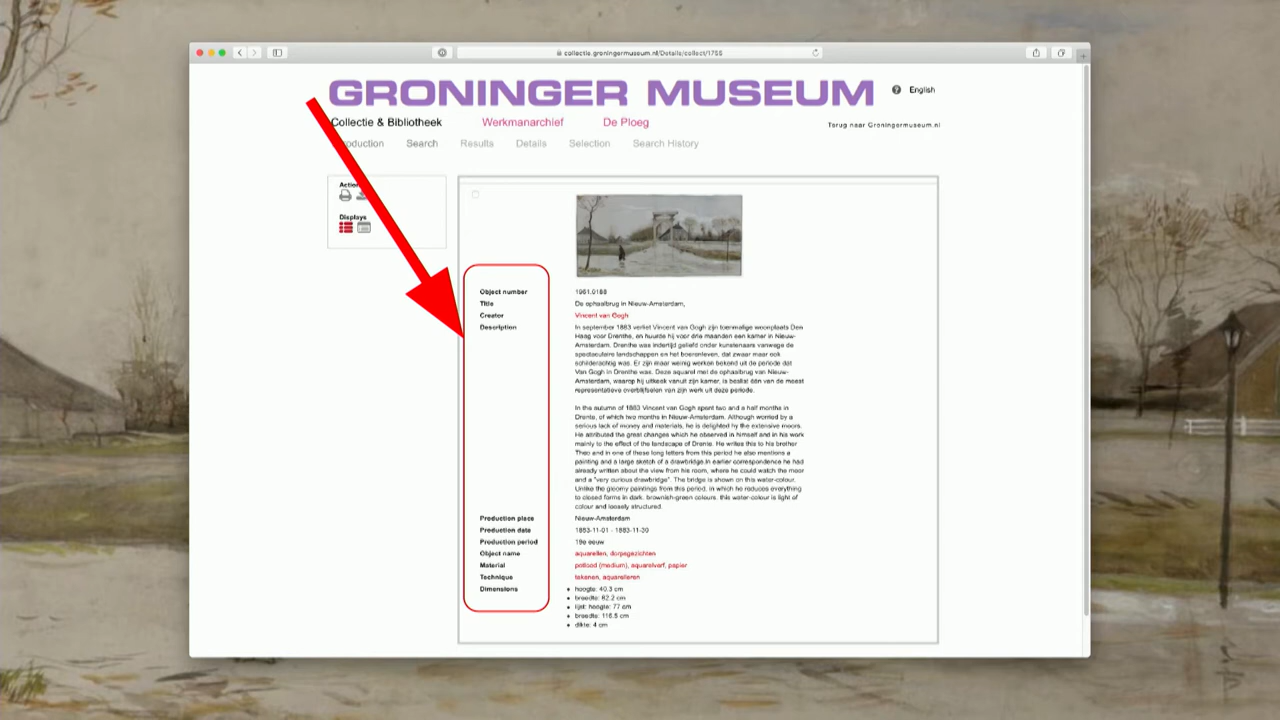 collectie.groningermuseum.nl/Details/collect/1755
GRONINGER MUSEUM
English
Collectie & Bibliotheek Werkmanarchief De Ploeg
Terug naar Groningermuseum.nl
Search Results Details Selection Search History
Displays
Object number 1961.0188
Title De ophaalbrug in Nieuw-Amsterdam,
Creator Vincent van Gogh
Description In september 1883 verliet Vincent van Gogh zijn toenmalige woonplaats Den
Haag voor Drenthe, en huurde hij voor drie maanden een kamer in Nieuw-
Amsterdam. Drenthe was indertijd geliefd onder kunstenaars vanwege de
spectaculaire landschappen en het boerenleven, dat zwaar maar ook
schilderachtig was. Er zijn maar weinig werken bekend uit de periode dat
Van Gogh in Drenthe was. Deze aquarel met de ophaalbrug van Nieuw-
Amsterdam, waarop hij uitkeek vanuit zijn kamer, is beslist één van de meest
representatieve overblijfselen van zijn werk uit deze periode.
In the autumn of 1883 Vincent van Gogh spent two and a half months in
Drente, of which two months in Nieuw-Amsterdam. Although worried by a
serious lack of money and materials, he is delighted by the extensive moors.
He attributed the great changes which he observed in himself and in his work
mainly to the effect of the landscape of Drente. He writes this to his brother
Theo and in one of these long letters from this period he also mentions a
painting and a large sketch of a drawbridge.In earlier correspondence he had
already written about the view from his room, where he could watch the moor
and a "very curious drawbridge". The bridge is shown on this water-colour.
Unlike the gloomy paintings from this period, in which he reduces everything
to closed forms in dark, brownish-green colours, this water-colour is light of
colour and loosely structured.
Production place Nieuw-Amsterdam
Production date 1883-11-01 - 1883-11-30
Production period 19e eeuw
Object name aquarellen, dorpsgezichten
Material potlood (medium), aquarelverf, papier
Technique tekenen, aquarelleren
Dimensions • hoogte: 40.3 cm
• breedte: 82.2 cm
• lijst: hoogte: 77 cm
• breedte: 116.5 cm
• dikte: 4 cm